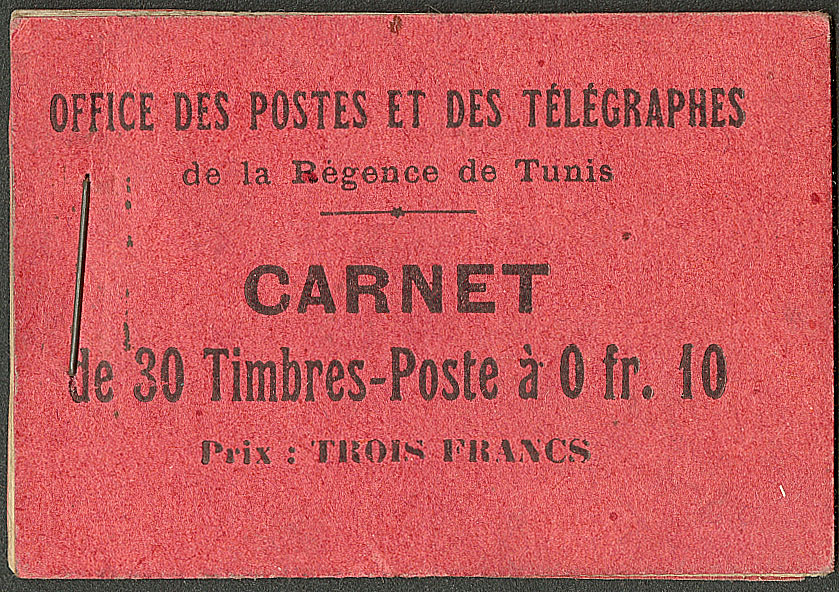 OFFICE DES POSTES ET DES TÉLÉGRAPHES
de la Régence de Tunis
CARNET
de 30 Timbres-Poste à 0 fr. 10
Prix : TROIS FRANCS